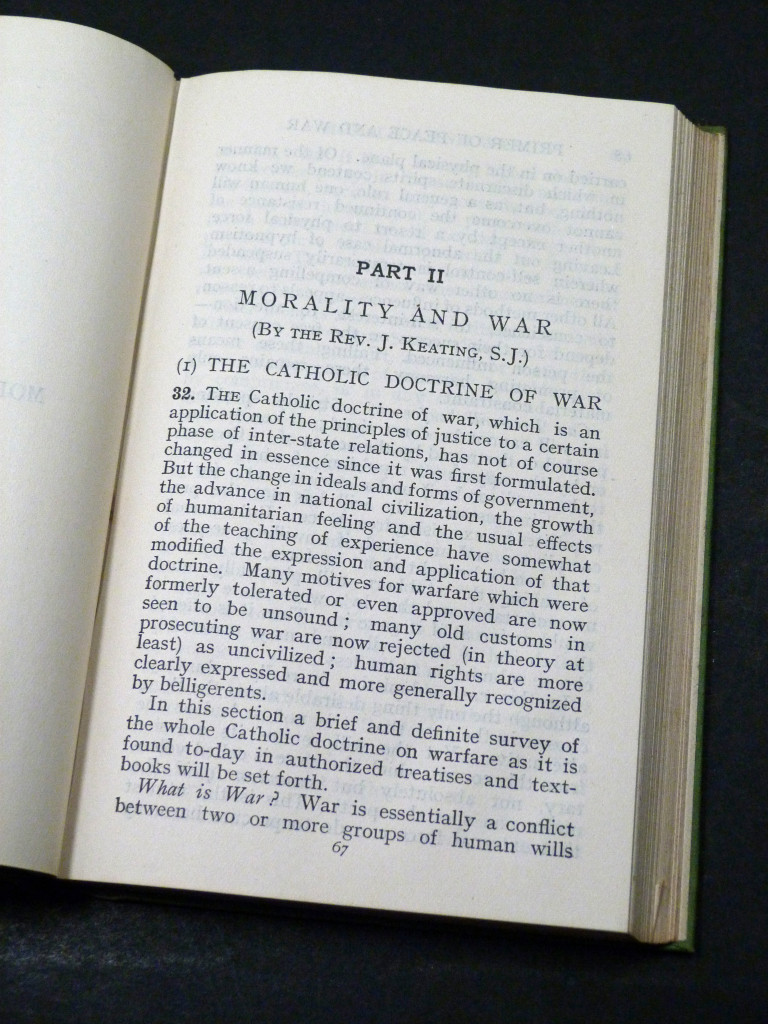 PART II
MORALITY AND WAR
(BY THE REV. J. KEATING, S.J.)
(1) THE CATHOLIC DOCTRINE OF WAR
32. THE Catholic doctrine of war, which is an
application of the principles of justice to a certain
phase of inter-state relations, has not of course
changed in essence since it was first formulated.
But the change in ideals and forms of government,
the advance in national civilization, the growth
of humanitarian feeling and the usual effects
of the teaching of experience have somewhat
modified the expression and application of that
doctrine. Many motives for warfare which were
formerly tolerated or even approved are now
seen to be unsound; many old customs in
prosecuting war are now rejected (in theory at
least) as uncivilized; human rights are more
clearly expressed and more generally recognized
by belligerents.
In this section a brief and definite survey of
the whole Catholic doctrine on warfare as it is
found to-day in authorized treatises and text-
books will be set forth.
What is War? War is essentially a conflict
between two or more groups of human wills
67